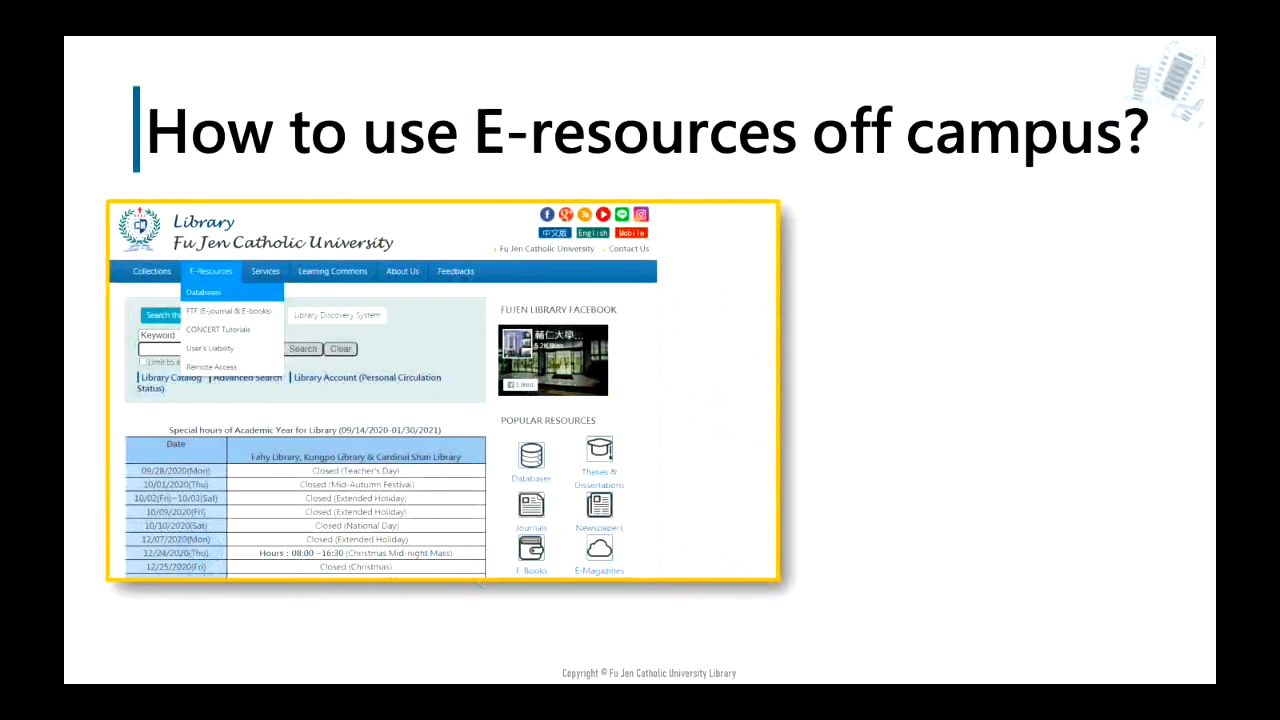 How to use E-resources off campus?
Library
Fu Jen Catholic University
中文版 English Mobile
Fu Jen Catholic University Contact Us
Collections E-Resources Services Learning Commons About Us Feedbacks
Databases
FTF (E-Journal & E-books)
CONCERT Tutorials
User's Liability
Remote Access
Library Discovery System
Keyword
Search Clear
Limit to
Library Catalog Advanced Search Library Account (Personal Circulation
Status)
FUJEN LIBRARY FACEBOOK
輔仁大學...
Liked
Special hours of Academic Year for Library (09/14/2020-01/30/2021)
Date
Fahy Library, Kungpo Library & Cardinal Shan Library
09/28/2020(Mon) Closed (Teacher's Day)
10/01/2020(Thu) Closed (Mid-Autumn Festival)
10/02(Fri)~10/03(Sat) Closed (Extended Holiday)
10/09/2020(Fri) Closed (Extended Holiday)
10/10/2020(Sat) Closed (National Day)
12/07/2020(Mon) Closed (Extended Holiday)
12/24/2020(Thu) Hours : 08:00 ~16:30 (Christmas Mid-night Mass)
12/25/2020(Fri) Closed (Christmas)
POPULAR RESOURCES
Databases
Theses &
Dissertations
Journals
Newspapers
E-Books
E-Magazines
Copyright © Fu Jen Catholic University Library